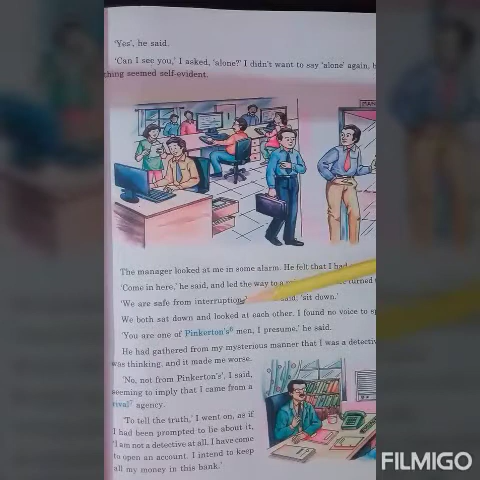 'Yes', he said.
'Can I see you,' I asked, 'alone?' I didn't want to say 'alone' again,
thing seemed self-evident.
The manager looked at me in some alarm. He felt that I had
'Come in here,' he said, and led the way to a turned
'We are safe from interruption,' said; 'sit down.'
We both sat down and looked at each other. I found no voice to
'You are one of Pinkerton's⁶ men, I presume,' he said.
He had gathered from my mysterious manner that I was a
was thinking, and it made me worse.
'No, not from Pinkerton's', I said,
seeming to imply that I came from a
rival⁷ agency.
'To tell the truth,' I went on, as if
I had been prompted to lie about it,
'I am not a detective at all. I have come
to open an account. I intend to keep
all my money in this bank.'
FILMIGO